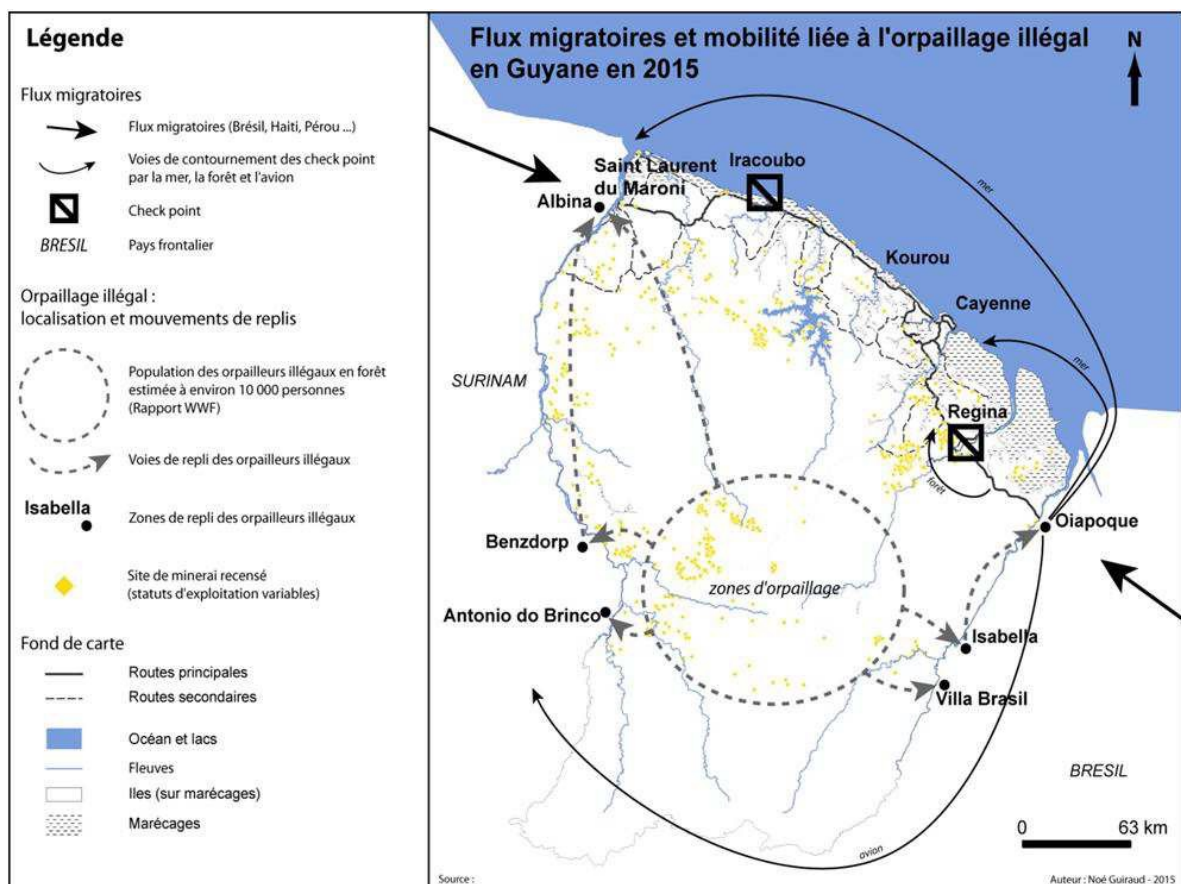 Légende
Flux migratoires
Flux migratoires (Brésil, Haiti, Pérou ...)
Voies de contournement des check point
par la mer, la forêt et l'avion
Check point
BRESIL
Pays frontalier
Orpaillage illégal :
localisation et mouvements de replis
Population des orpailleurs illégaux en forêt
estimée à environ 10 000 personnes
(Rapport WWF)
Voies de repli des orpailleurs illégaux
Isabella
Zones de repli des orpailleurs illégaux
Site de minerai recensé
(statuts d'exploitation variables)
Fond de carte
Routes principales
Routes secondaires
Océan et lacs
Fleuves
Iles (sur marécages)
Marécages
Flux migratoires et mobilité liée à l'orpaillage illégal
en Guyane en 2015
N
Saint Laurent
du Maroni
Iracoubo
mer
Albina
Kourou
Cayenne
mer
SURINAM
Regina
forêt
Oiapoque
Benzdorp
zones d'orpaillage
Antonio do Brinco
Isabella
Villa Brasil
BRESIL
0 63 km
avion
Source :
Auteur : Noé Guiraud - 2015